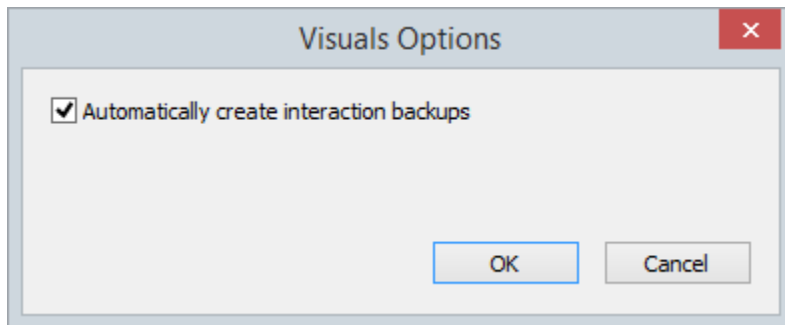 Visuals Options
Automatically create interaction backups
OK
Cancel